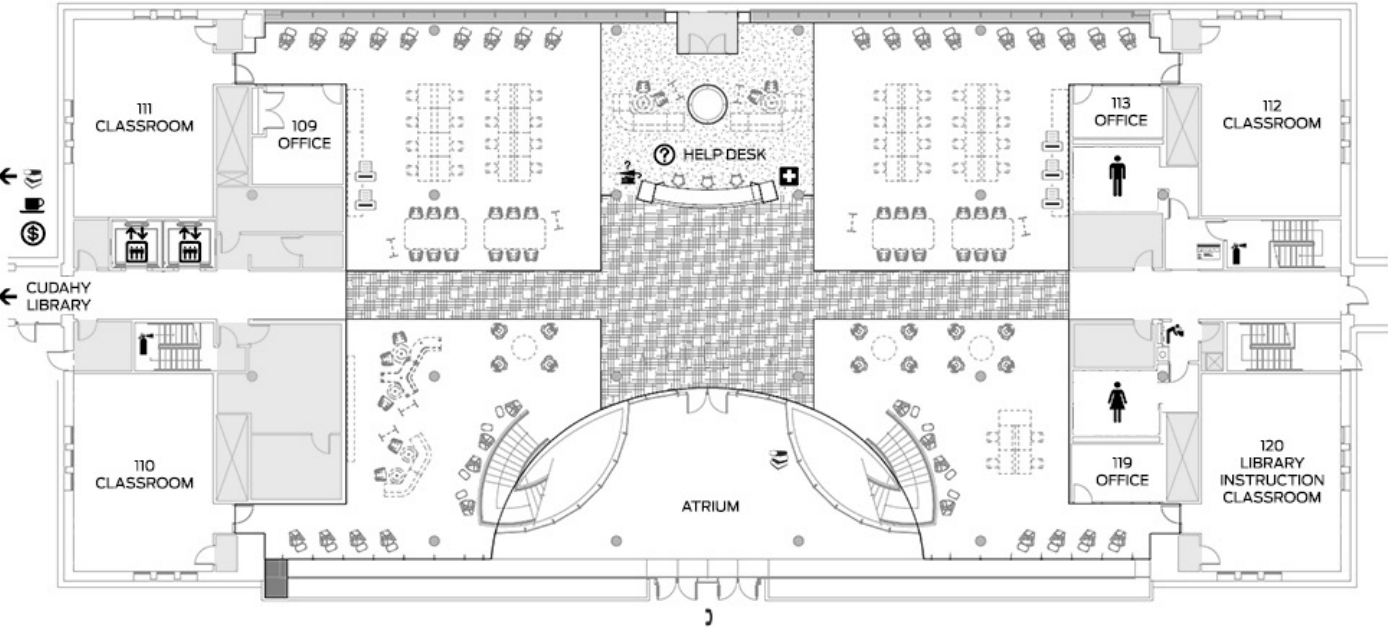 111
CLASSROOM
109
OFFICE
? HELP DESK
?
113
OFFICE
112
CLASSROOM
$
CUDAHY
LIBRARY
110
CLASSROOM
ATRIUM
119
OFFICE
120
LIBRARY
INSTRUCTION
CLASSROOM